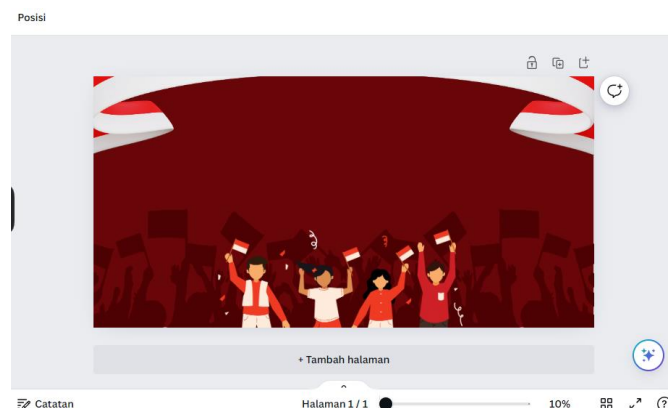 Posisi
+ Tambah halaman
Catatan
Halaman 1 / 1
10%